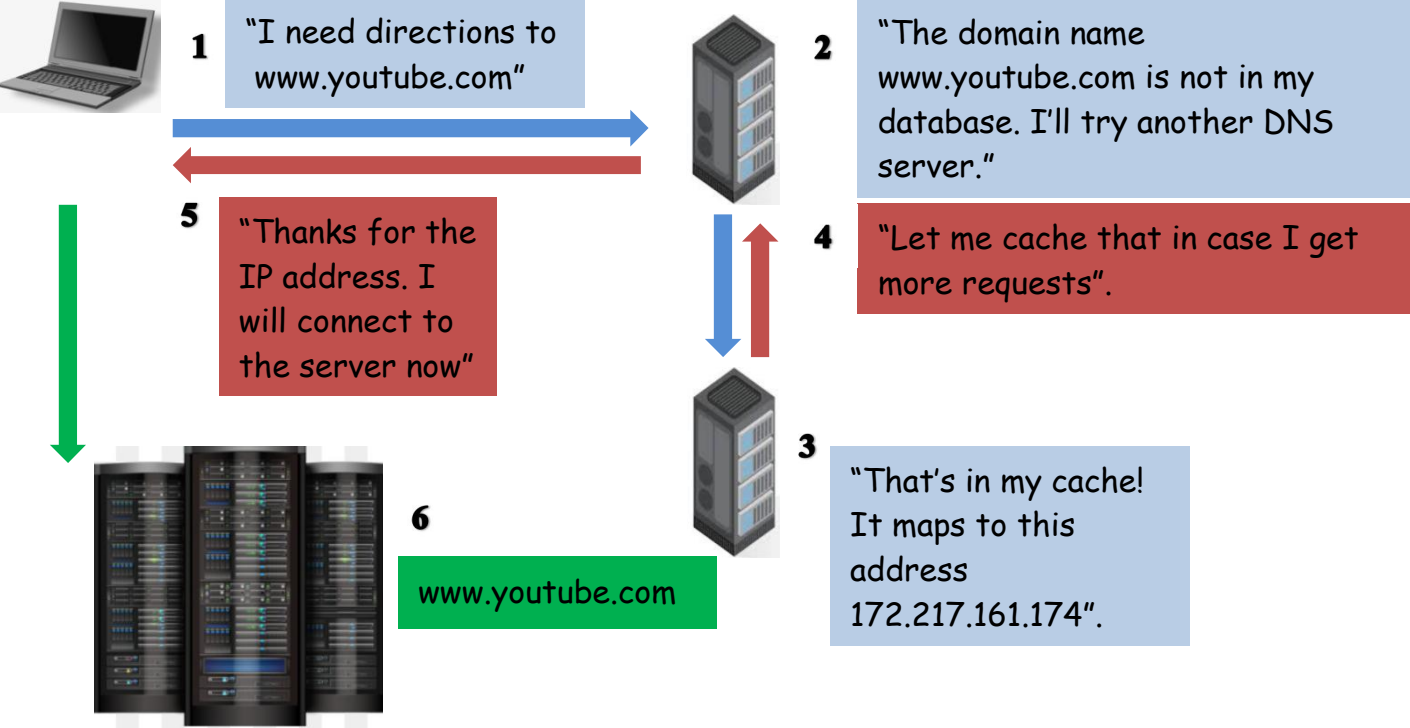 1
“I need directions to
www.youtube.com”
2
“The domain name
www.youtube.com is not in my
database. I’ll try another DNS
server.”
5
“Thanks for the
IP address. I
will connect to
the server now”
4
“Let me cache that in case I get
more requests”.
3
“That’s in my cache!
It maps to this
address
172.217.161.174”.
6
www.youtube.com